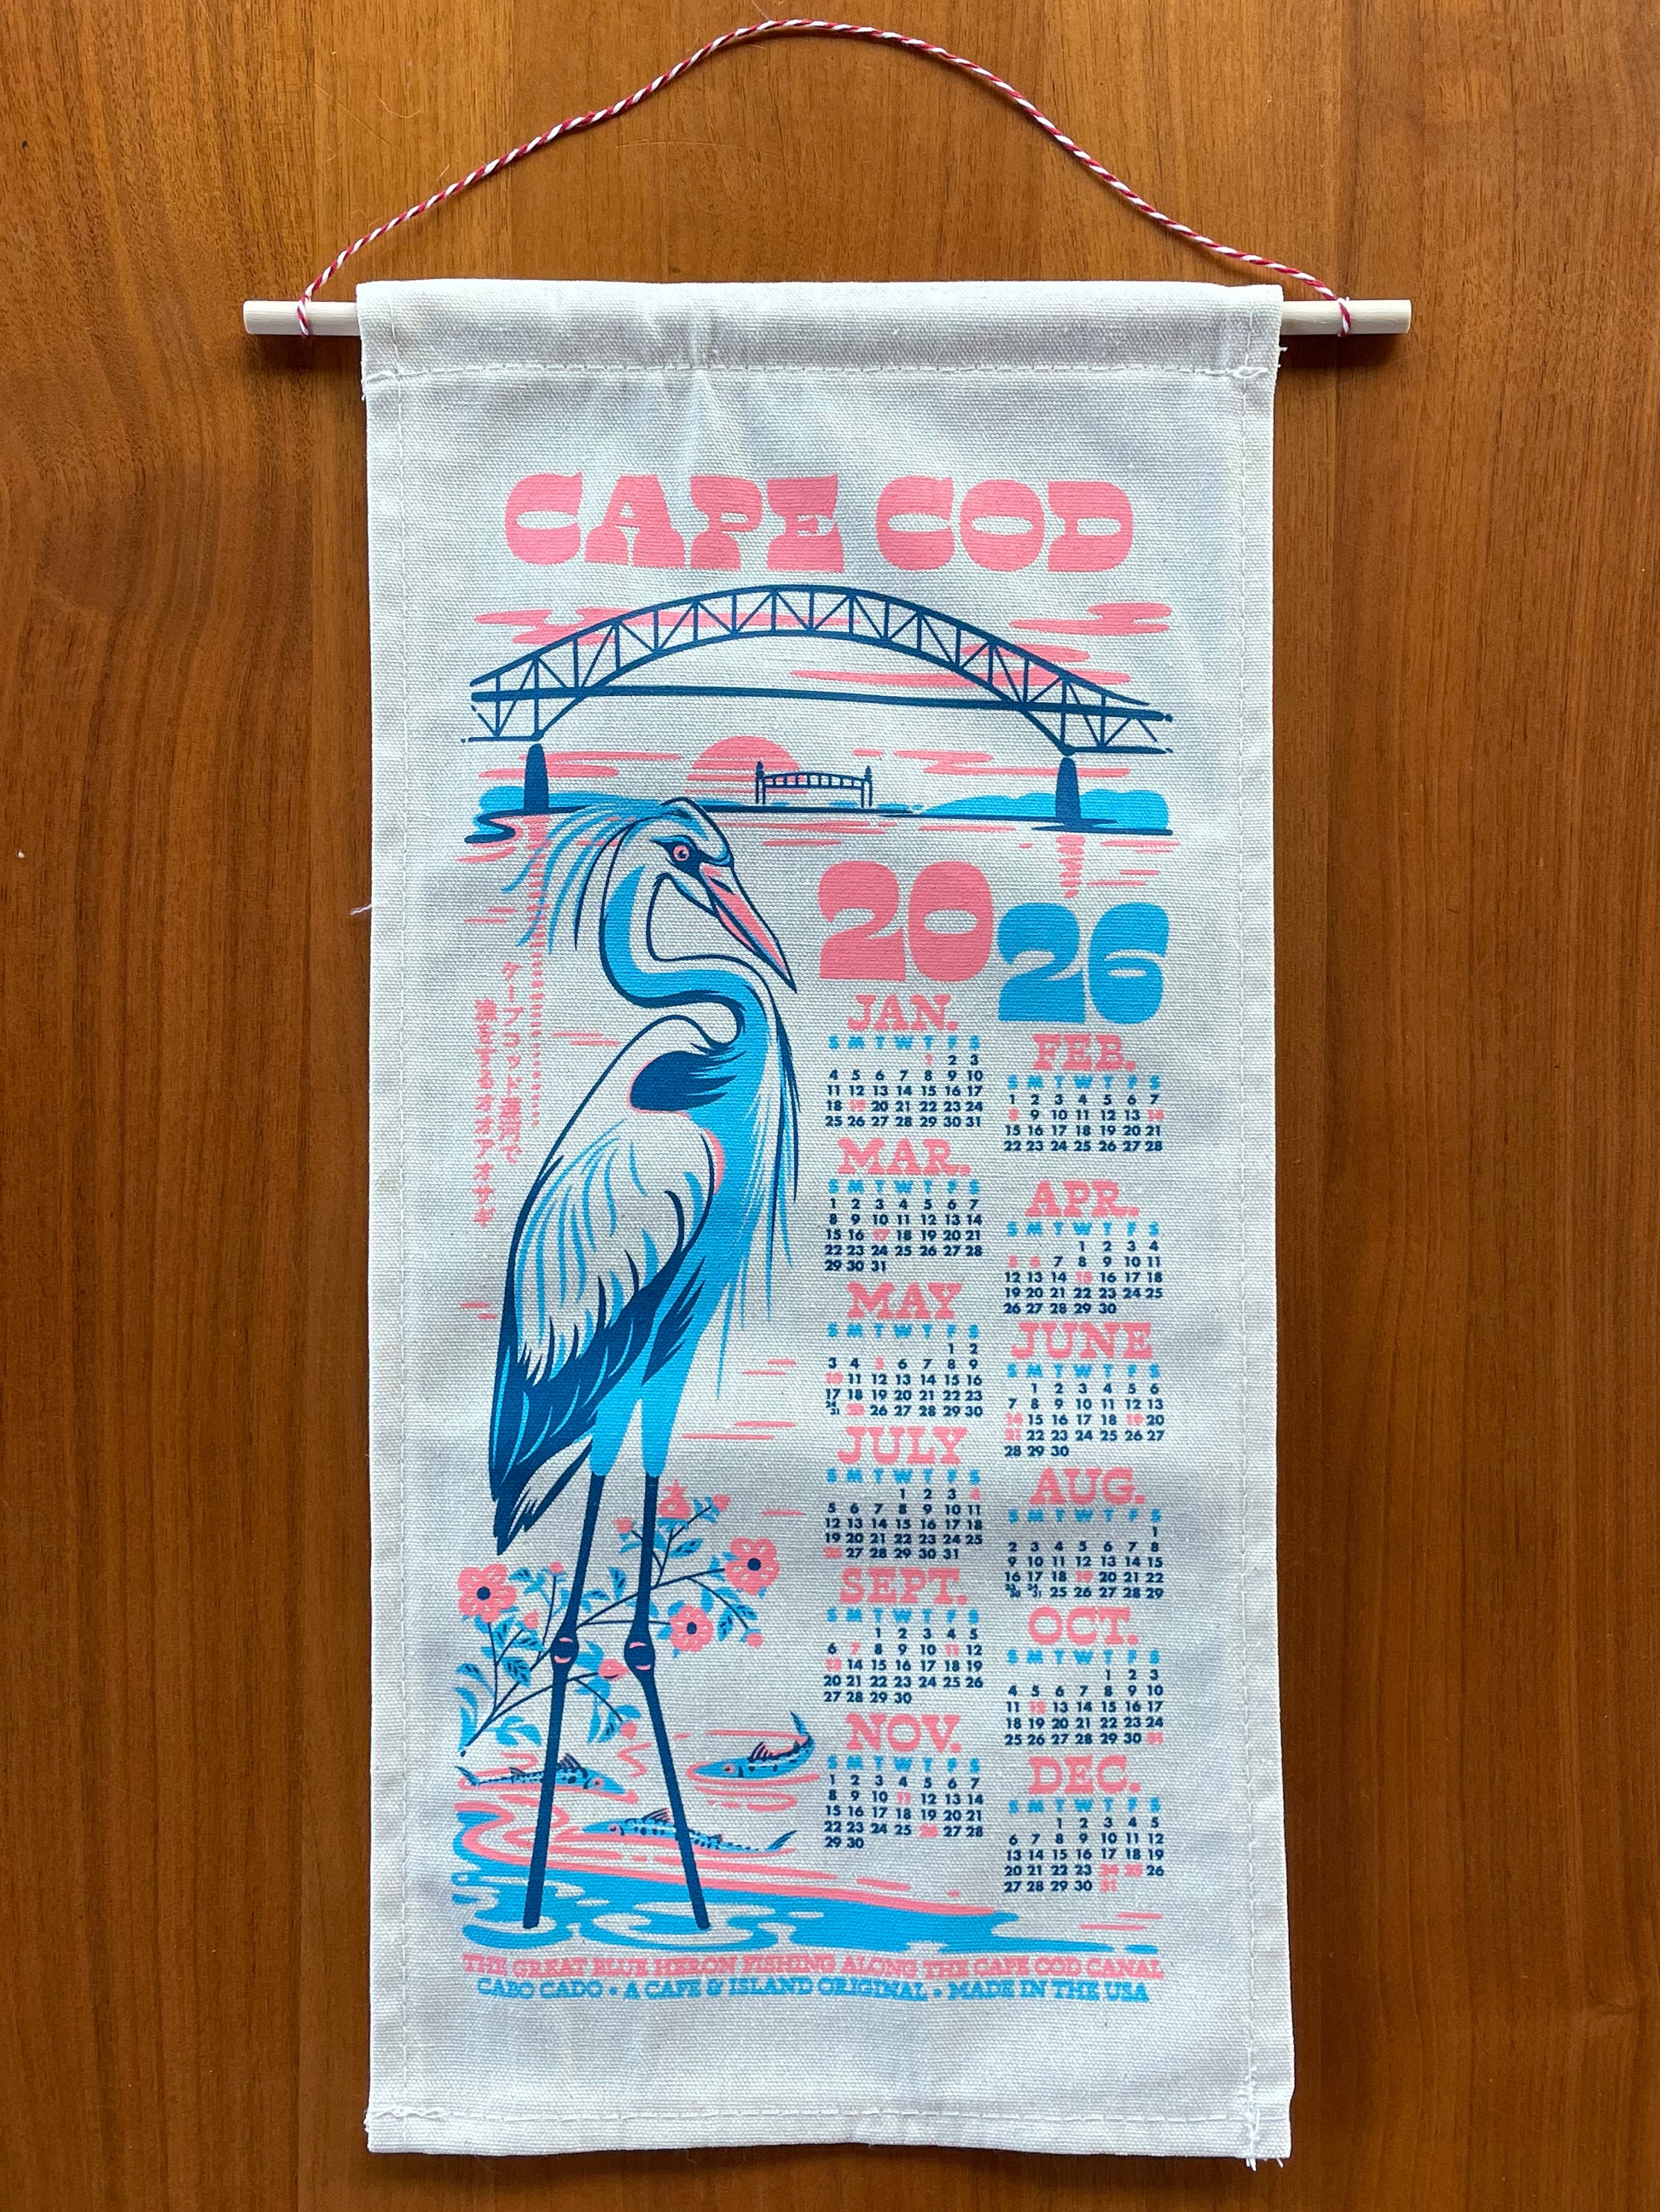 CAPE COD
2026
ケープコッド運河で
漁をするオオアオサギ
JAN.
S M T W T F S
1 2 3
4 5 6 7 8 9 10
11 12 13 14 15 16 17
18 19 20 21 22 23 24
25 26 27 28 29 30 31
FEB.
S M T W T F S
1 2 3 4 5 6 7
8 9 10 11 12 13 14
15 16 17 18 19 20 21
22 23 24 25 26 27 28
MAR.
S M T W T F S
1 2 3 4 5 6 7
8 9 10 11 12 13 14
15 16 17 18 19 20 21
22 23 24 25 26 27 28
29 30 31
APR.
S M T W T F S
1 2 3 4
5 6 7 8 9 10 11
12 13 14 15 16 17 18
19 20 21 22 23 24 25
26 27 28 29 30
MAY
S M T W T F S
1 2
3 4 5 6 7 8 9
10 11 12 13 14 15 16
17 18 19 20 21 22 23
24/31 25 26 27 28 29 30
JUNE
S M T W T F S
1 2 3 4 5 6
7 8 9 10 11 12 13
14 15 16 17 18 19 20
21 22 23 24 25 26 27
28 29 30
JULY
S M T W T F S
1 2 3 4
5 6 7 8 9 10 11
12 13 14 15 16 17 18
19 20 21 22 23 24 25
26 27 28 29 30 31
AUG.
S M T W T F S
1
2 3 4 5 6 7 8
9 10 11 12 13 14 15
16 17 18 19 20 21 22
23/30 24/31 25 26 27 28 29
SEPT.
S M T W T F S
1 2 3 4 5
6 7 8 9 10 11 12
13 14 15 16 17 18 19
20 21 22 23 24 25 26
27 28 29 30
OCT.
S M T W T F S
1 2 3
4 5 6 7 8 9 10
11 12 13 14 15 16 17
18 19 20 21 22 23 24
25 26 27 28 29 30 31
NOV.
S M T W T F S
1 2 3 4 5 6 7
8 9 10 11 12 13 14
15 16 17 18 19 20 21
22 23 24 25 26 27 28
29 30
DEC.
S M T W T F S
1 2 3 4 5
6 7 8 9 10 11 12
13 14 15 16 17 18 19
20 21 22 23 24 25 26
27 28 29 30 31
THE GREAT BLUE HERON FISHING ALONG THE CAPE COD CANAL
CABO CADO • A CAPE & ISLAND ORIGINAL • MADE IN THE USA